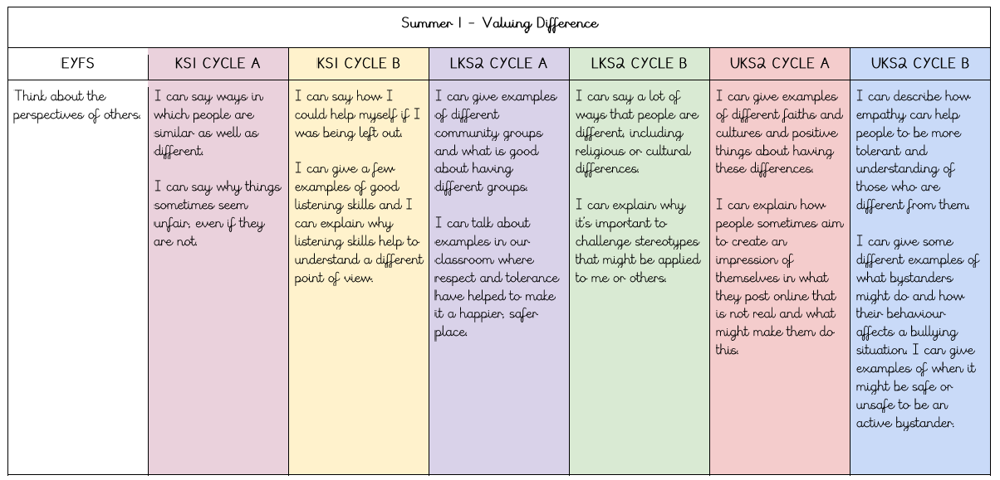 Summer 1 - Valuing Difference
EYFS
KS1 CYCLE A
KS1 CYCLE B
LKS2 CYCLE A
LKS2 CYCLE B
UKS2 CYCLE A
UKS2 CYCLE B
Think about the
perspectives of others.
I can say ways in
which people are
similar as well as
different.
I can say why things
sometimes seem
unfair, even if they
are not.
I can say how I
could help myself if I
was being left out.
I can give a few
examples of good
listening skills and I
can explain why
listening skills help to
understand a different
point of view.
I can give examples
of different
community groups
and what is good
about having
different groups.
I can talk about
examples in our
classroom where
respect and tolerance
have helped to make
it a happier, safer
place.
I can say a lot of
ways that people are
different, including
religious or cultural
differences.
I can explain why
it's important to
challenge stereotypes
that might be applied
to me or others.
I can give examples
of different faiths and
cultures and positive
things about having
these differences.
I can explain how
people sometimes aim
to create an
impression of
themselves in what
they post online that
is not real and what
might make them do
this.
I can describe how
empathy can help
people to be more
tolerant and
understanding of
those who are
different from them.
I can give some
different examples of
what bystanders
might do and how
their behaviour
affects a bullying
situation. I can give
examples of when it
might be safe or
unsafe to be an
active bystander.